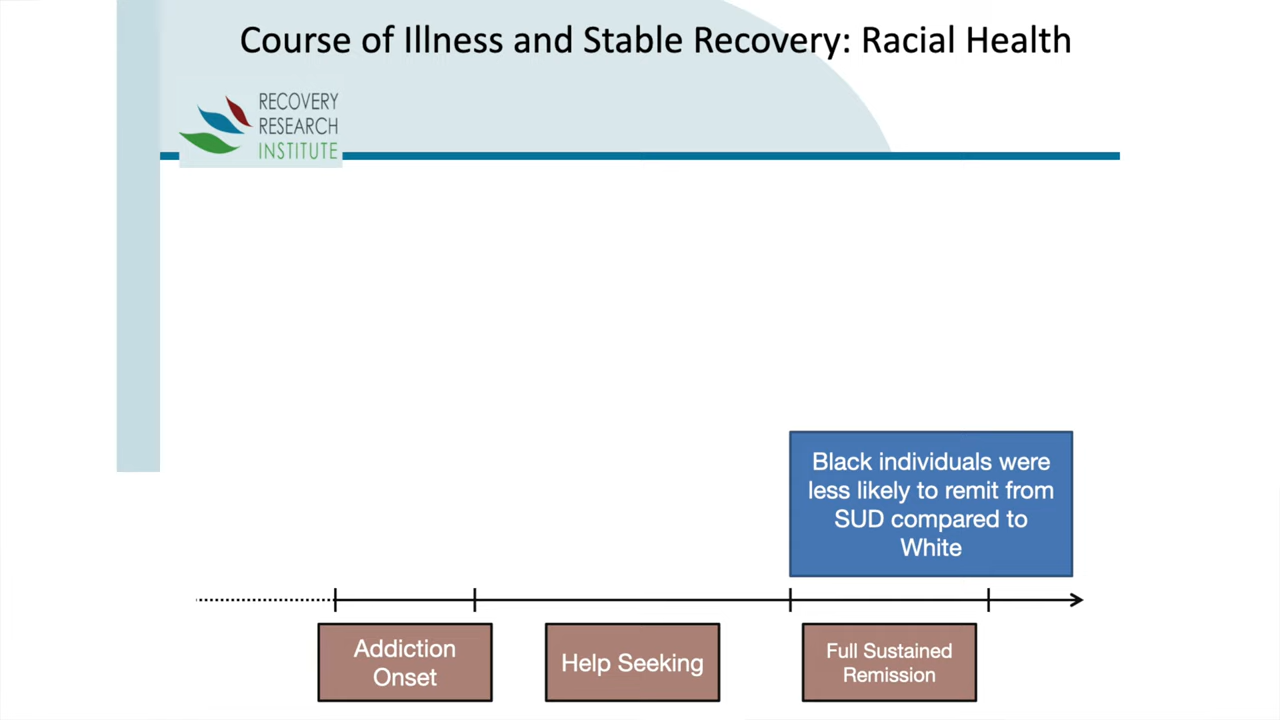 Course of Illness and Stable Recovery: Racial Health
RECOVERY
RESEARCH
INSTITUTE
Black individuals were
less likely to remit from
SUD compared to
White
Addiction
Onset
Help Seeking
Full Sustained
Remission